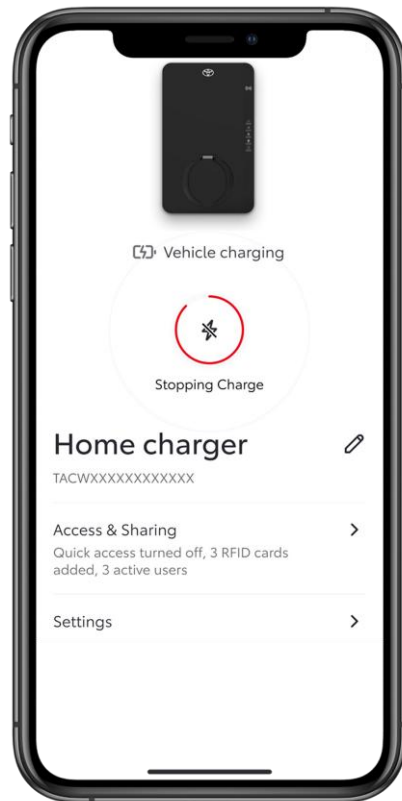 Vehicle charging
Stopping Charge
Home charger
TACWXXXXXXXXXXXX
Access & Sharing
Quick access turned off, 3 RFID cards
added, 3 active users
Settings